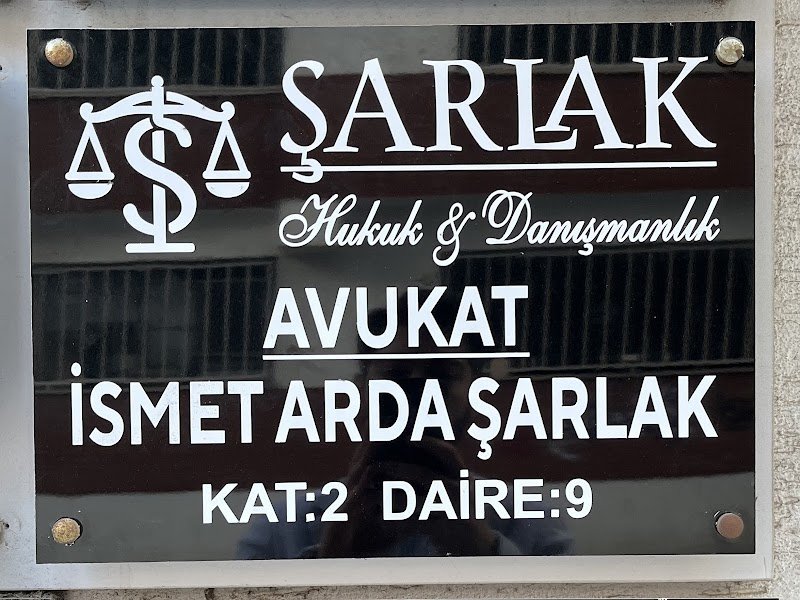 ŞARLAK
Hukuk & Danışmanlık
AVUKAT
İSMET ARDA ŞARLAK
KAT:2 DAİRE:9